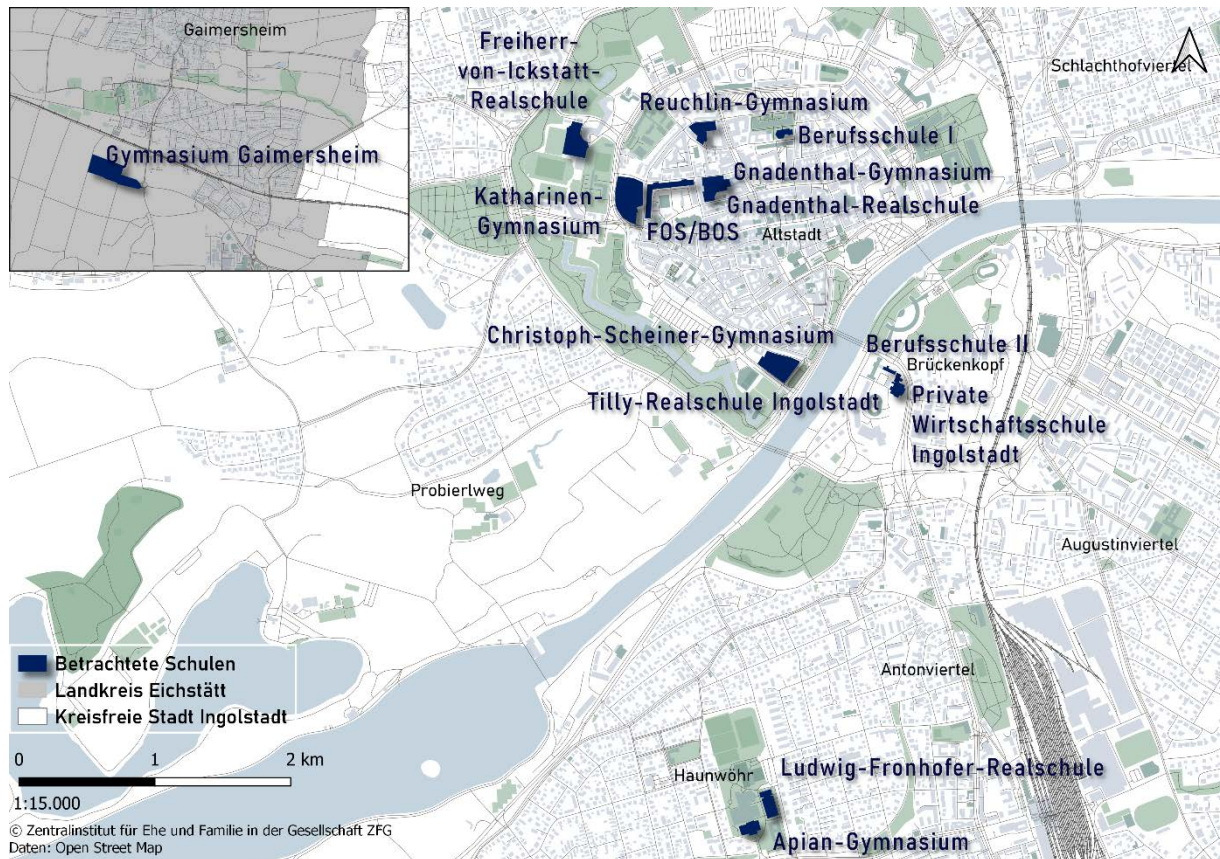 Gaimersheim
Gymnasium Gaimersheim
Freiherr-
von-Ickstatt-
Realschule
Reuchlin-Gymnasium
Schlachthofviertel
Berufsschule I
Katharinen-
Gymnasium
Gnadenthal-Gymnasium
Gnadenthal-Realschule
FOS/BOS
Altstadt
Christoph-Scheiner-Gymnasium
Berufsschule II
Brückenkopf
Tilly-Realschule Ingolstadt
Private
Wirtschaftsschule
Ingolstadt
Probierlweg
Augustinviertel
Antonviertel
Haunwöhr
Ludwig-Fronhofer-Realschule
Apian-Gymnasium
Betrachtete Schulen
Landkreis Eichstätt
Kreisfreie Stadt Ingolstadt
0 1 2 km
1:15.000
© Zentralinstitut für Ehe und Familie in der Gesellschaft ZFG
Daten: Open Street Map